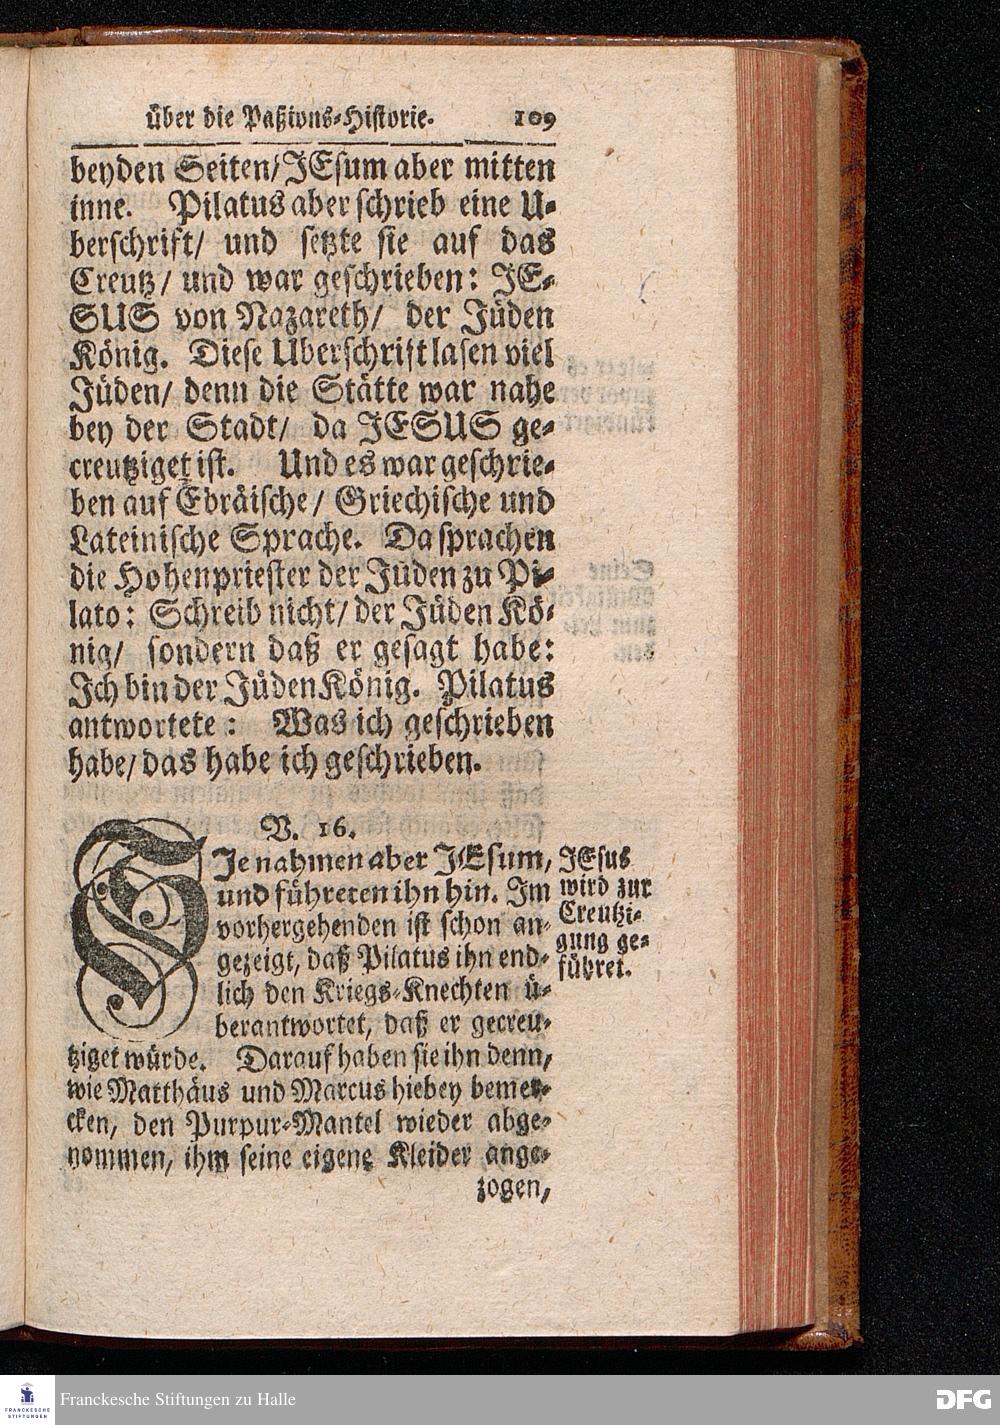 über die Paßions-Historie. 109
beyden Seiten/ JEsum aber mitten
inne. Pilatus aber schrieb eine U-
berschrift/ und setzte sie auf das
Creutz/ und war geschrieben: JE-
SUS von Nazareth/ der Jüden
König. Diese Uberschrift lasen viel
Jüden/ denn die Stätte war nahe
bey der Stadt/ da JESUS ge-
creutziget ist. Und es war geschrie-
ben auf Ebräische/ Griechische und
Lateinische Sprache. Da sprachen
die Hohenpriester der Jüden zu Pi-
lato: Schreib nicht/ der Jüden Kö-
nig/ sondern daß er gesagt habe:
Ich bin der Jüden König. Pilatus
antwortete: Was ich geschrieben
habe/ das habe ich geschrieben.
V. 16.
SJe nahmen aber JEsum,
und führeten ihn hin. Im
vorhergehenden ist schon an-
gezeigt, daß Pilatus ihn end-
lich den Kriegs-Knechten ü-
berantwortet, daß er gecreu-
tziget würde. Darauf haben sie ihn denn,
wie Matthäus und Marcus hiebey bemer-
cken, den Purpur-Mantel wieder abge-
nommen, ihm seine eigene Kleider ange-
zogen,
JEsus
wird zur
Creutzi-
gung ge-
führet.
FRANCKESCHE
STIFTUNGEN
Franckesche Stiftungen zu Halle
DFG